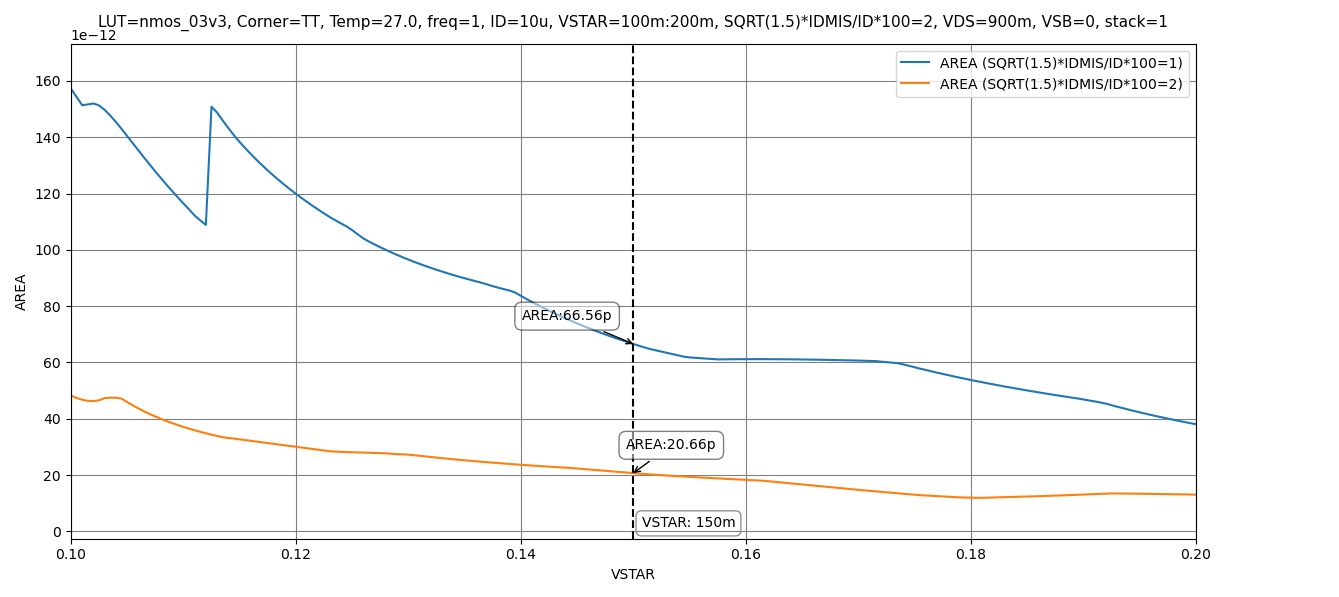 LUT=nmos_03v3, Corner=TT, Temp=27.0, freq=1, ID=10u, VSTAR=100m:200m, SQRT(1.5)*IDMIS/ID*100=2, VDS=900m, VSB=0, stack=1
1e−12
AREA (SQRT(1.5)*IDMIS/ID*100=1)
AREA (SQRT(1.5)*IDMIS/ID*100=2)
160
140
120
100
80
60
40
20
0
AREA
AREA:66.56p
AREA:20.66p
VSTAR: 150m
0.10 0.12 0.14 0.16 0.18 0.20
VSTAR